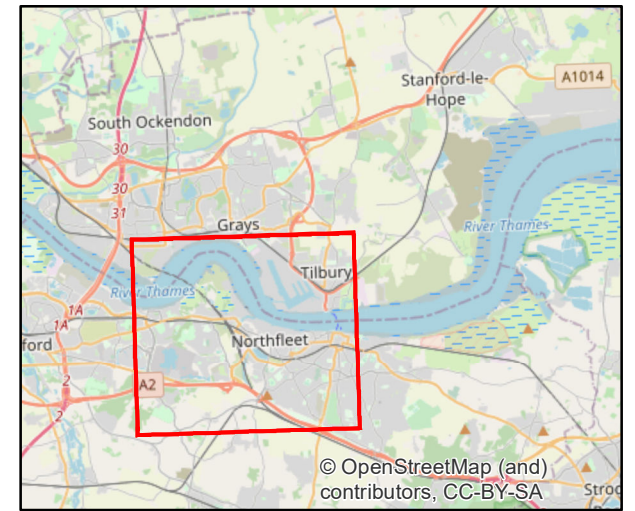 Stanford-le-
Hope
A1014
South Ockendon
30
30
31
Grays
River Thames
Tilbury
River Thames
1A
1A
ford
Northfleet
2
A2
2
© OpenStreetMap (and)
contributors, CC-BY-SA
Stroo